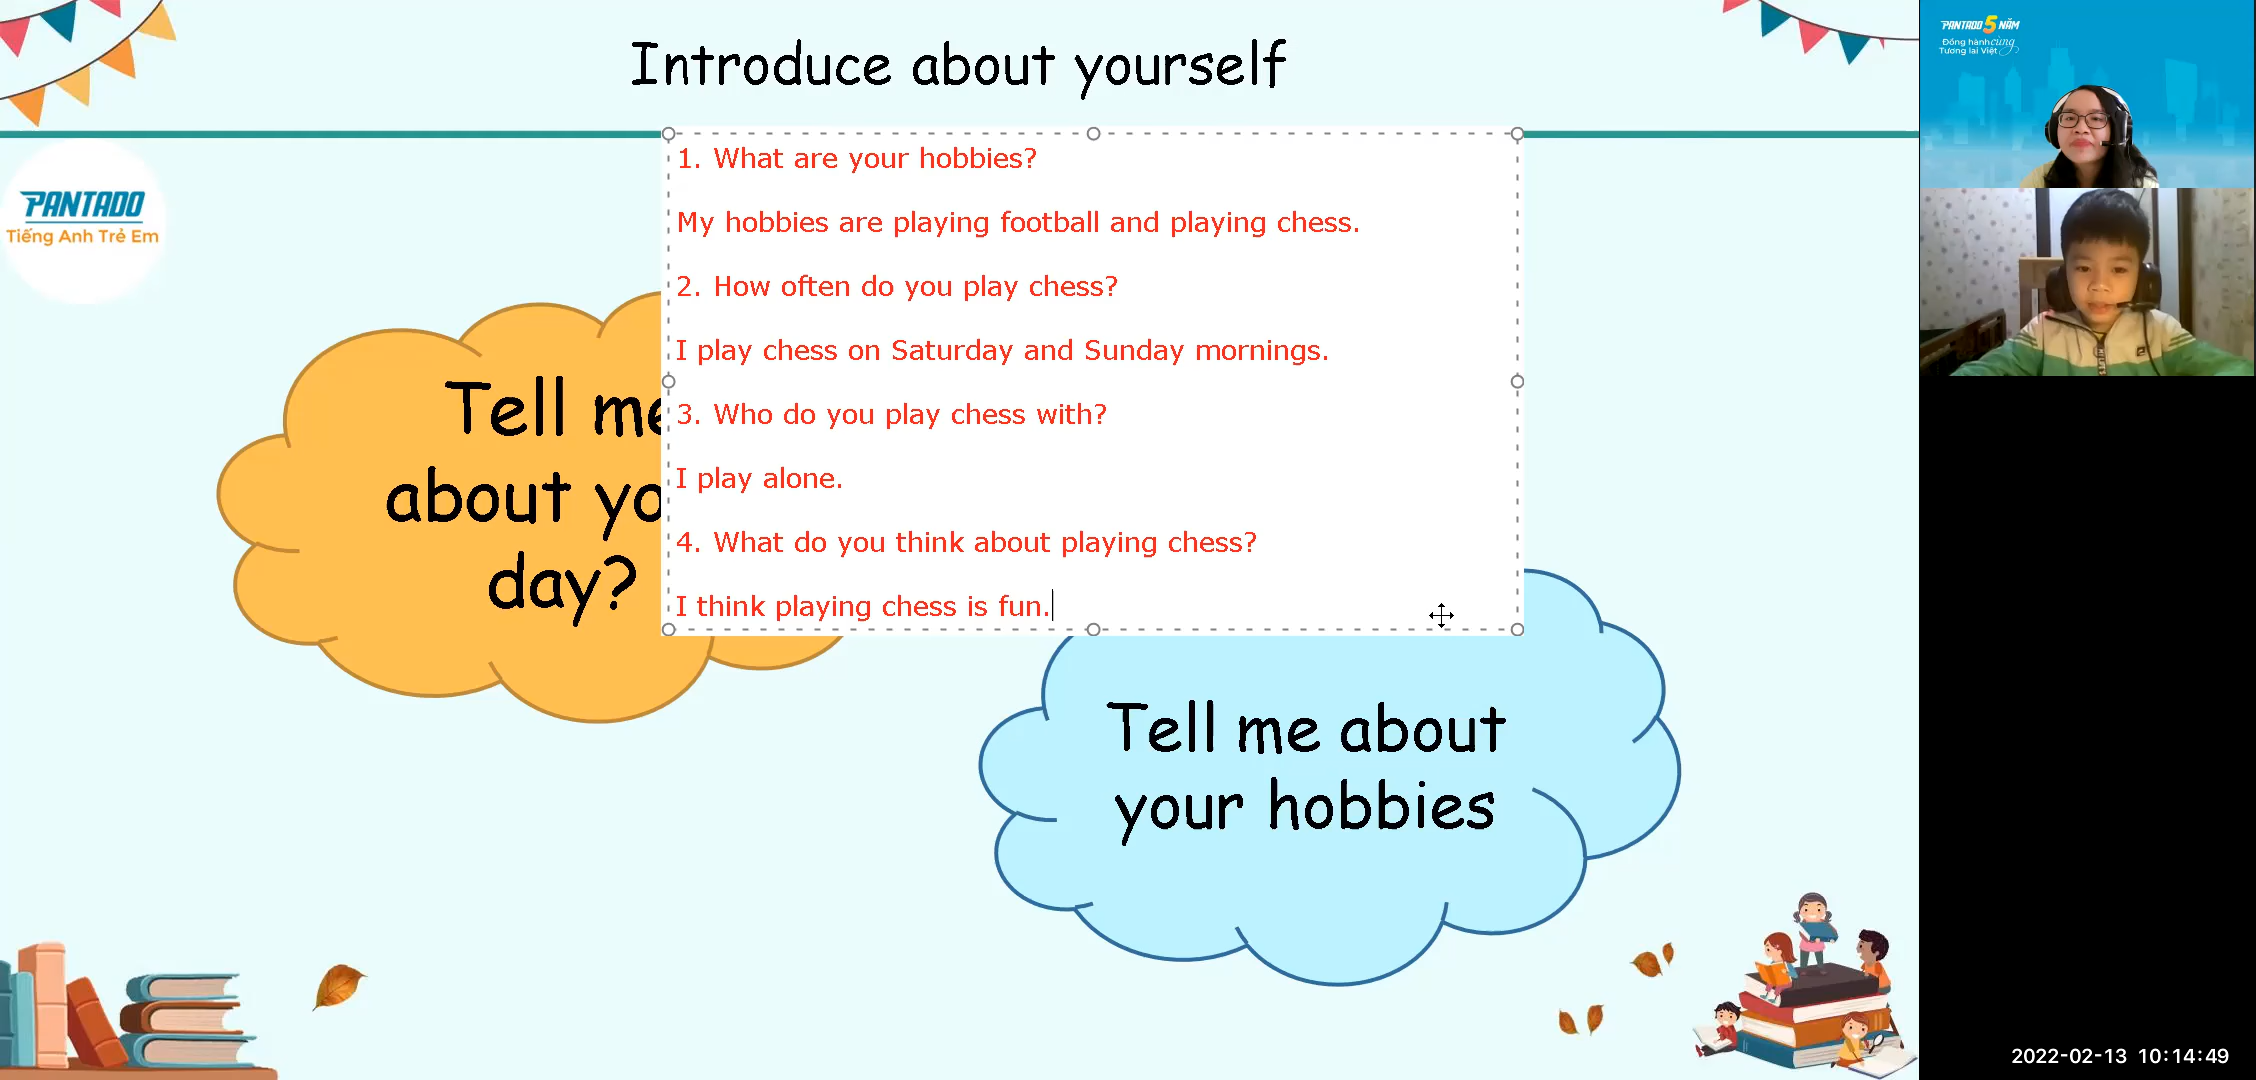 Introduce about yourself
PANTADO
Tiếng Anh Trẻ Em
Tell me
about yo
day?
1. What are your hobbies?
My hobbies are playing football and playing chess.
2. How often do you play chess?
I play chess on Saturday and Sunday mornings.
3. Who do you play chess with?
I play alone.
4. What do you think about playing chess?
I think playing chess is fun.
Tell me about
your hobbies
PANTADO 5 NĂM
Đồng hành cùng
Tương lai Việt
2022-02-13 10:14:49